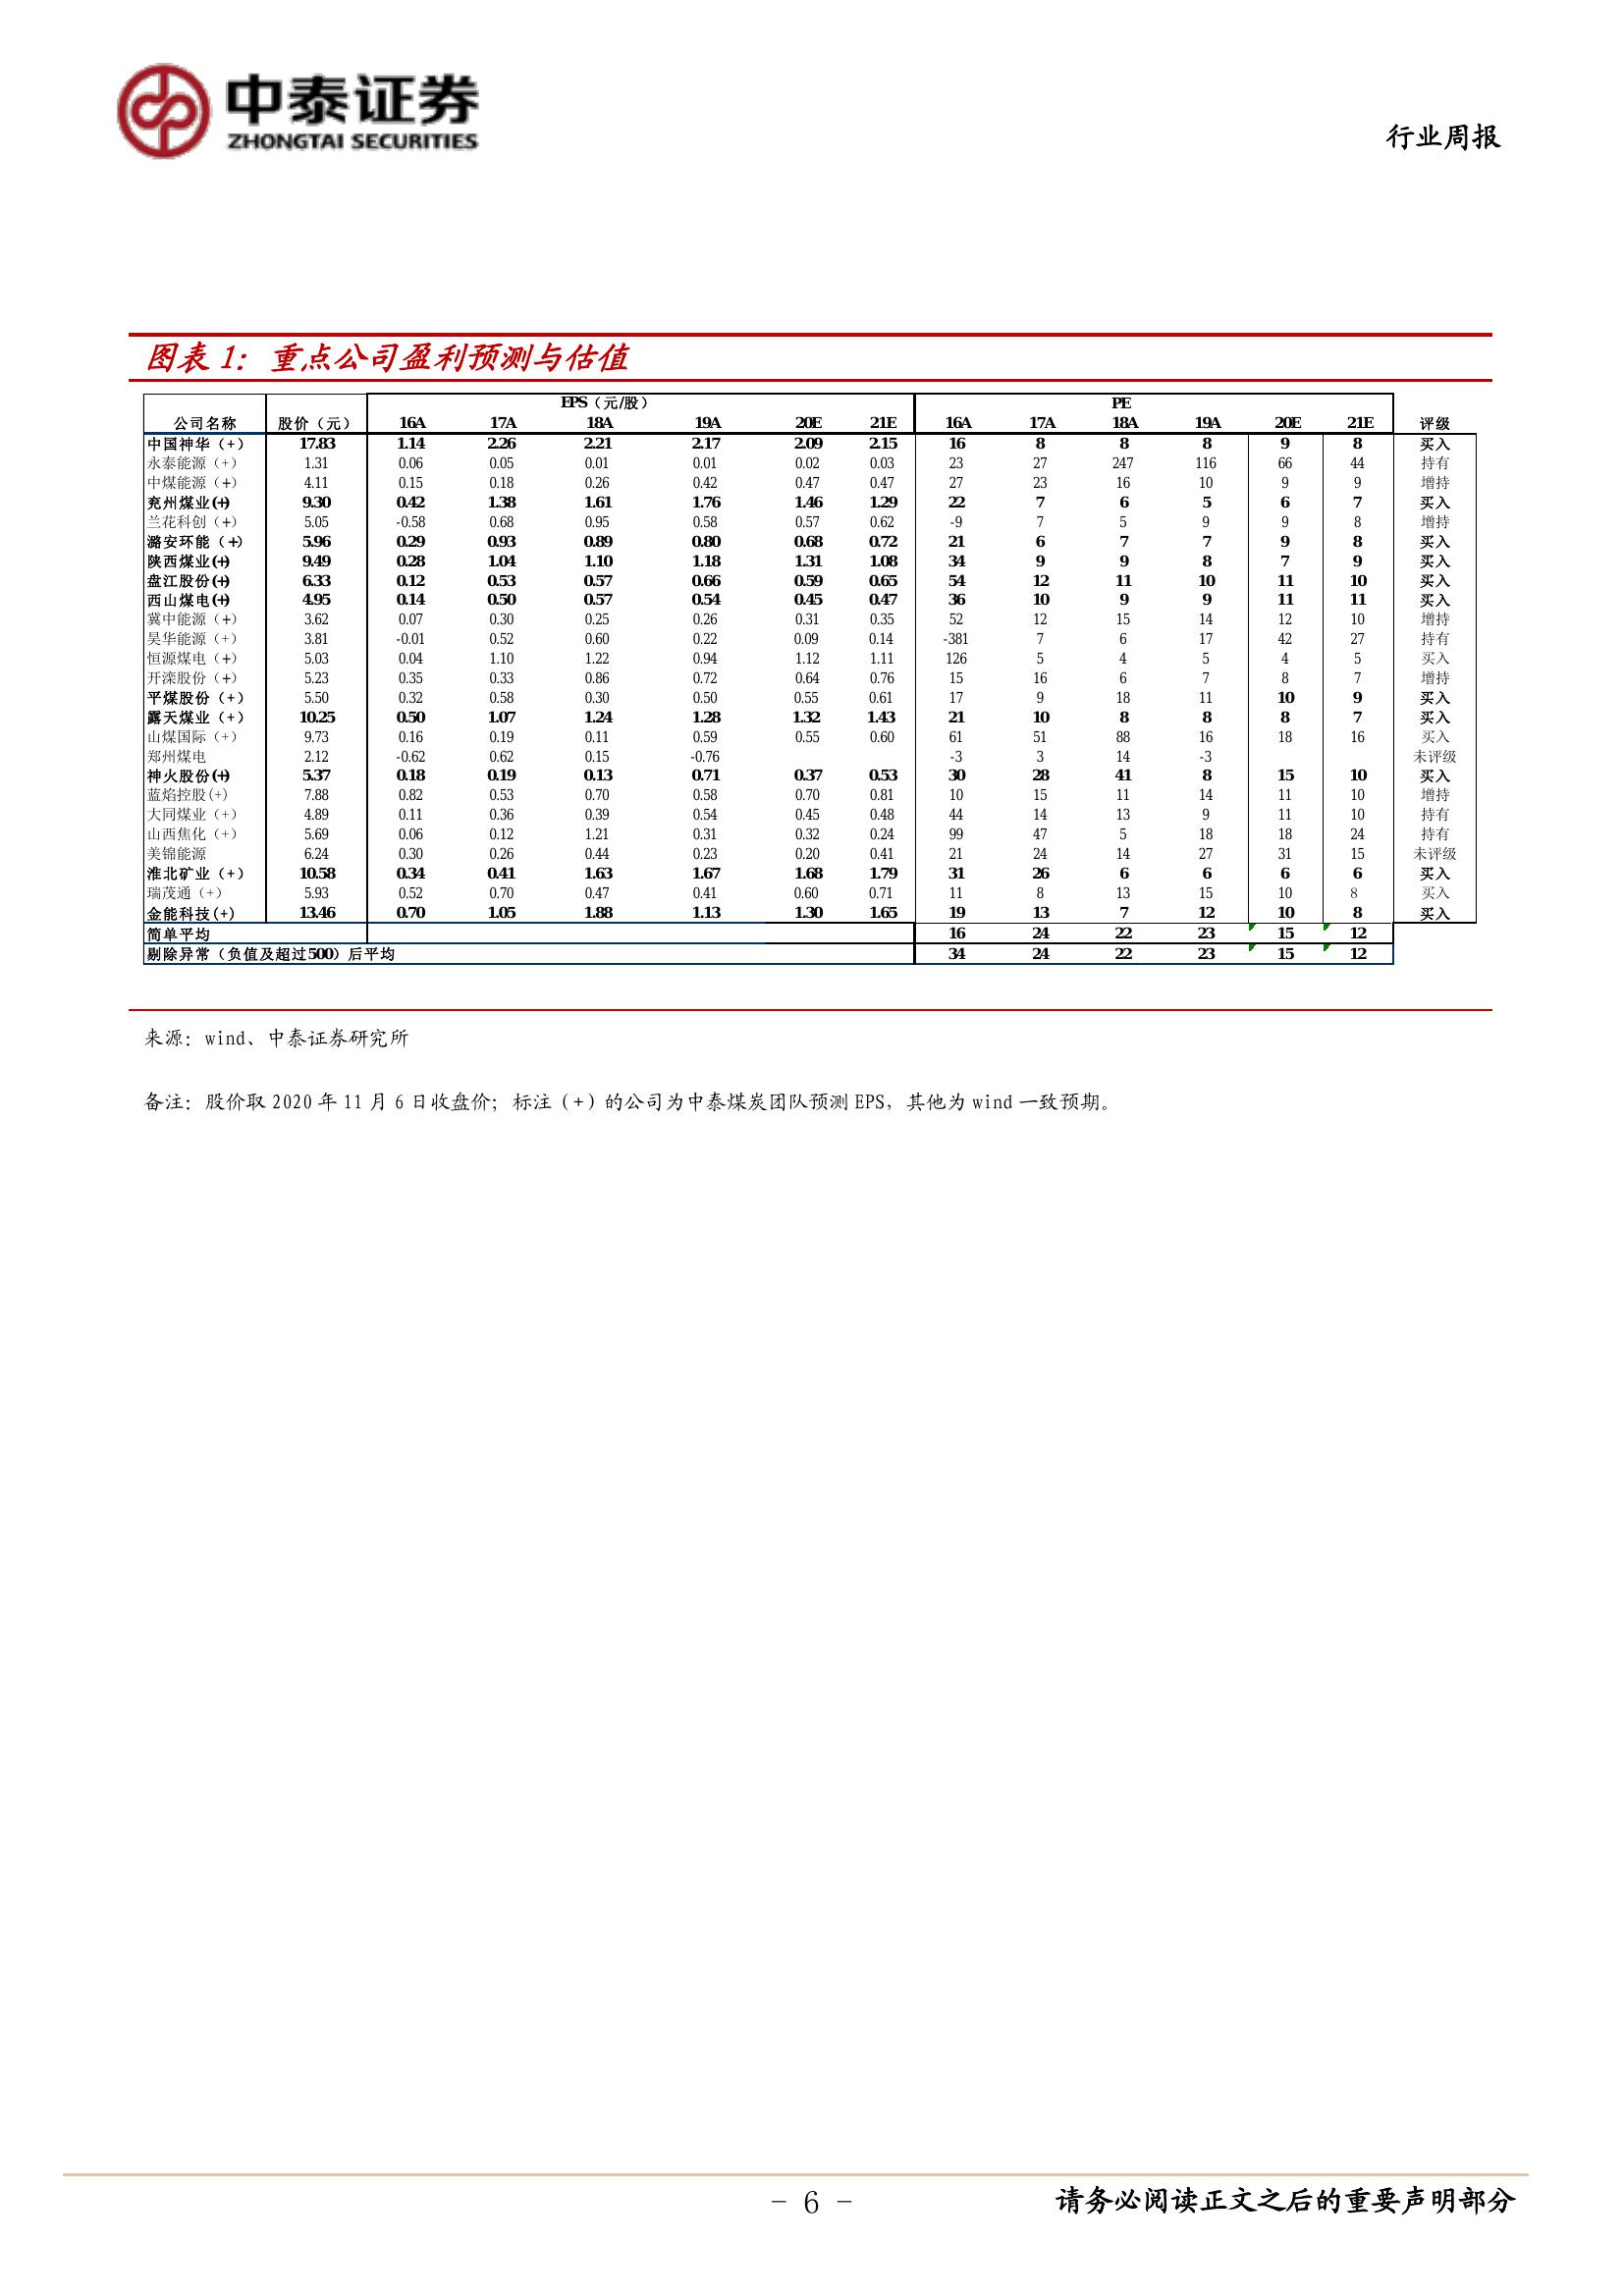 中泰证券
ZHONGTAI SECURITIES
行业周报
图表 1：重点公司盈利预测与估值
EPS（元/股） PE
公司名称 股价（元） 16A 17A 18A 19A 20E 21E 16A 17A 18A 19A 20E 21E 评级
中国神华（+） 17.83 1.14 2.26 2.21 2.17 2.09 2.15 16 8 8 8 9 8 买入
永泰能源（+） 1.31 0.06 0.05 0.01 0.01 0.02 0.03 23 27 247 116 66 44 持有
中煤能源（+） 4.11 0.15 0.18 0.26 0.42 0.47 0.47 27 23 16 10 9 9 增持
兖州煤业(+) 9.30 0.42 1.38 1.61 1.76 1.46 1.29 22 7 6 5 6 7 买入
兰花科创（+） 5.05 -0.58 0.68 0.95 0.58 0.57 0.62 -9 7 5 9 9 8 增持
潞安环能（+） 5.96 0.29 0.93 0.89 0.80 0.68 0.72 21 6 7 7 9 8 买入
陕西煤业(+) 9.49 0.28 1.04 1.10 1.18 1.31 1.08 34 9 9 8 7 9 买入
盘江股份(+) 6.33 0.12 0.53 0.57 0.66 0.59 0.65 54 12 11 10 11 10 买入
西山煤电(+) 4.95 0.14 0.50 0.57 0.54 0.45 0.47 36 10 9 9 11 11 买入
冀中能源（+） 3.62 0.07 0.30 0.25 0.26 0.31 0.35 52 12 15 14 12 10 增持
昊华能源（+） 3.81 -0.01 0.52 0.60 0.22 0.09 0.14 -381 7 6 17 42 27 持有
恒源煤电（+） 5.03 0.04 1.10 1.22 0.94 1.12 1.11 126 5 4 5 4 5 买入
开滦股份（+） 5.23 0.35 0.33 0.86 0.72 0.64 0.76 15 16 6 7 8 7 增持
平煤股份（+） 5.50 0.32 0.58 0.30 0.50 0.55 0.61 17 9 18 11 10 9 买入
露天煤业（+） 10.25 0.50 1.07 1.24 1.28 1.32 1.43 21 10 8 8 8 7 买入
山煤国际（+） 9.73 0.16 0.19 0.11 0.59 0.55 0.60 61 51 88 16 18 16 买入
郑州煤电 2.12 -0.62 0.62 0.15 -0.76 -3 3 14 -3 未评级
神火股份(+) 5.37 0.18 0.19 0.13 0.71 0.37 0.53 30 28 41 8 15 10 买入
蓝焰控股(+) 7.88 0.82 0.53 0.70 0.58 0.70 0.81 10 15 11 14 11 10 增持
大同煤业（+） 4.89 0.11 0.36 0.39 0.54 0.45 0.48 44 14 13 9 11 10 持有
山西焦化（+） 5.69 0.06 0.12 1.21 0.31 0.32 0.24 99 47 5 18 18 24 持有
美锦能源 6.24 0.30 0.26 0.44 0.23 0.20 0.41 21 24 14 27 31 15 未评级
淮北矿业（+） 10.58 0.34 0.41 1.63 1.67 1.68 1.79 31 26 6 6 6 6 买入
瑞茂通（+） 5.93 0.52 0.70 0.47 0.41 0.60 0.71 11 8 13 15 10 8 买入
金能科技(+) 13.46 0.70 1.05 1.88 1.13 1.30 1.65 19 13 7 12 10 8 买入
简单平均 16 24 22 23 15 12
剔除异常（负值及超过500）后平均 34 24 22 23 15 12
来源：wind、中泰证券研究所
备注：股价取 2020 年 11 月 6 日收盘价；标注（+）的公司为中泰煤炭团队预测 EPS，其他为 wind 一致预期。
- 6 -
请务必阅读正文之后的重要声明部分